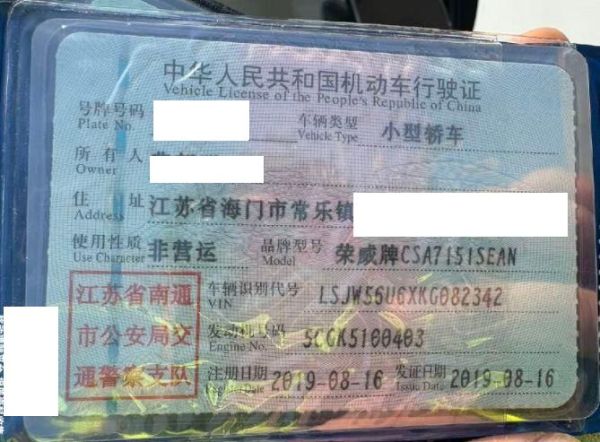 中华人民共和国机动车行驶证
Vehicle License of the People's Republic of China
号牌号码 车辆类型 小型轿车
Plate No. Vehicle Type
所有人
Owner
住址 江苏省海门市常乐镇
Address
使用性质 非营运 品牌型号 荣威牌CSA7151SEAN
Use Character Model
江苏省南通 车辆识别代号 LSJW56U6XKG082342
VIN
市公安局交 发动机号码 SCGK5100403
Engine No.
通警察支队 注册日期 2019-08-16 发证日期 2019-08-16
Register Date Issue Date